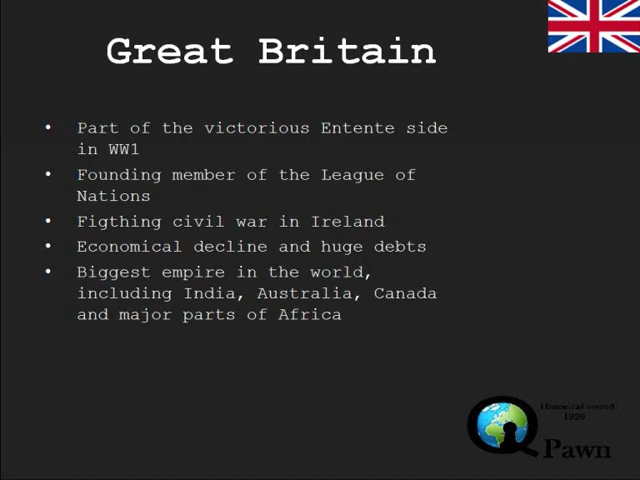 Great Britain
• Part of the victorious Entente side
in WW1
• Founding member of the League of
Nations
• Figthing civil war in Ireland
• Economical decline and huge debts
• Biggest empire in the world,
including India, Australia, Canada
and major parts of Africa
Historical round:
1920
Pawn